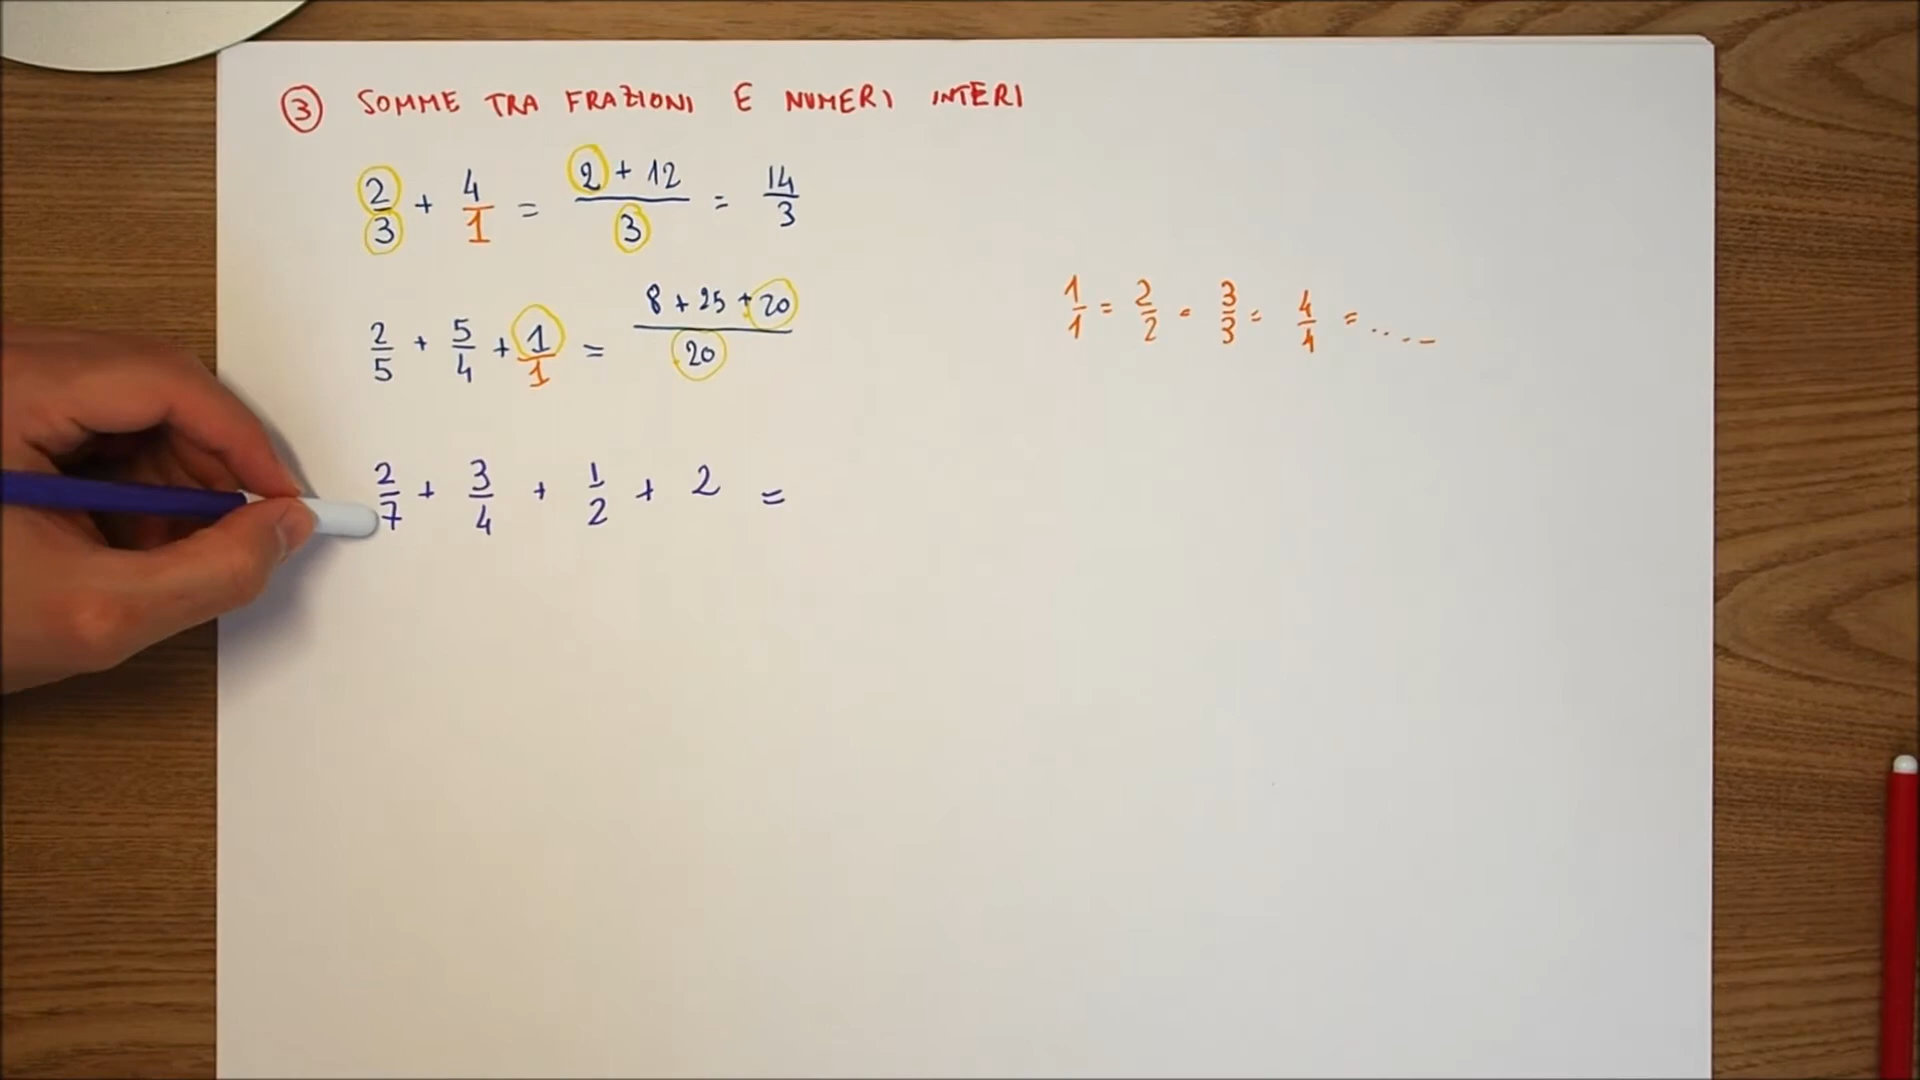 ③ SOMME TRA FRAZIONI E NUMERI INTERI
2/3 + 4/1 = (2 + 12)/3 = 14/3
2/5 + 5/4 + 1/1 = (8 + 25 + 20)/20
1/1 = 2/2 = 3/3 = 4/4 = .....
2/7 + 3/4 + 1/2 + 2 =